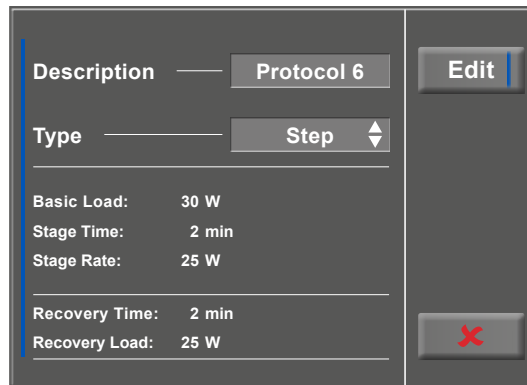 Description Protocol 6 Edit
Type Step
Basic Load: 30 W
Stage Time: 2 min
Stage Rate: 25 W
Recovery Time: 2 min
Recovery Load: 25 W